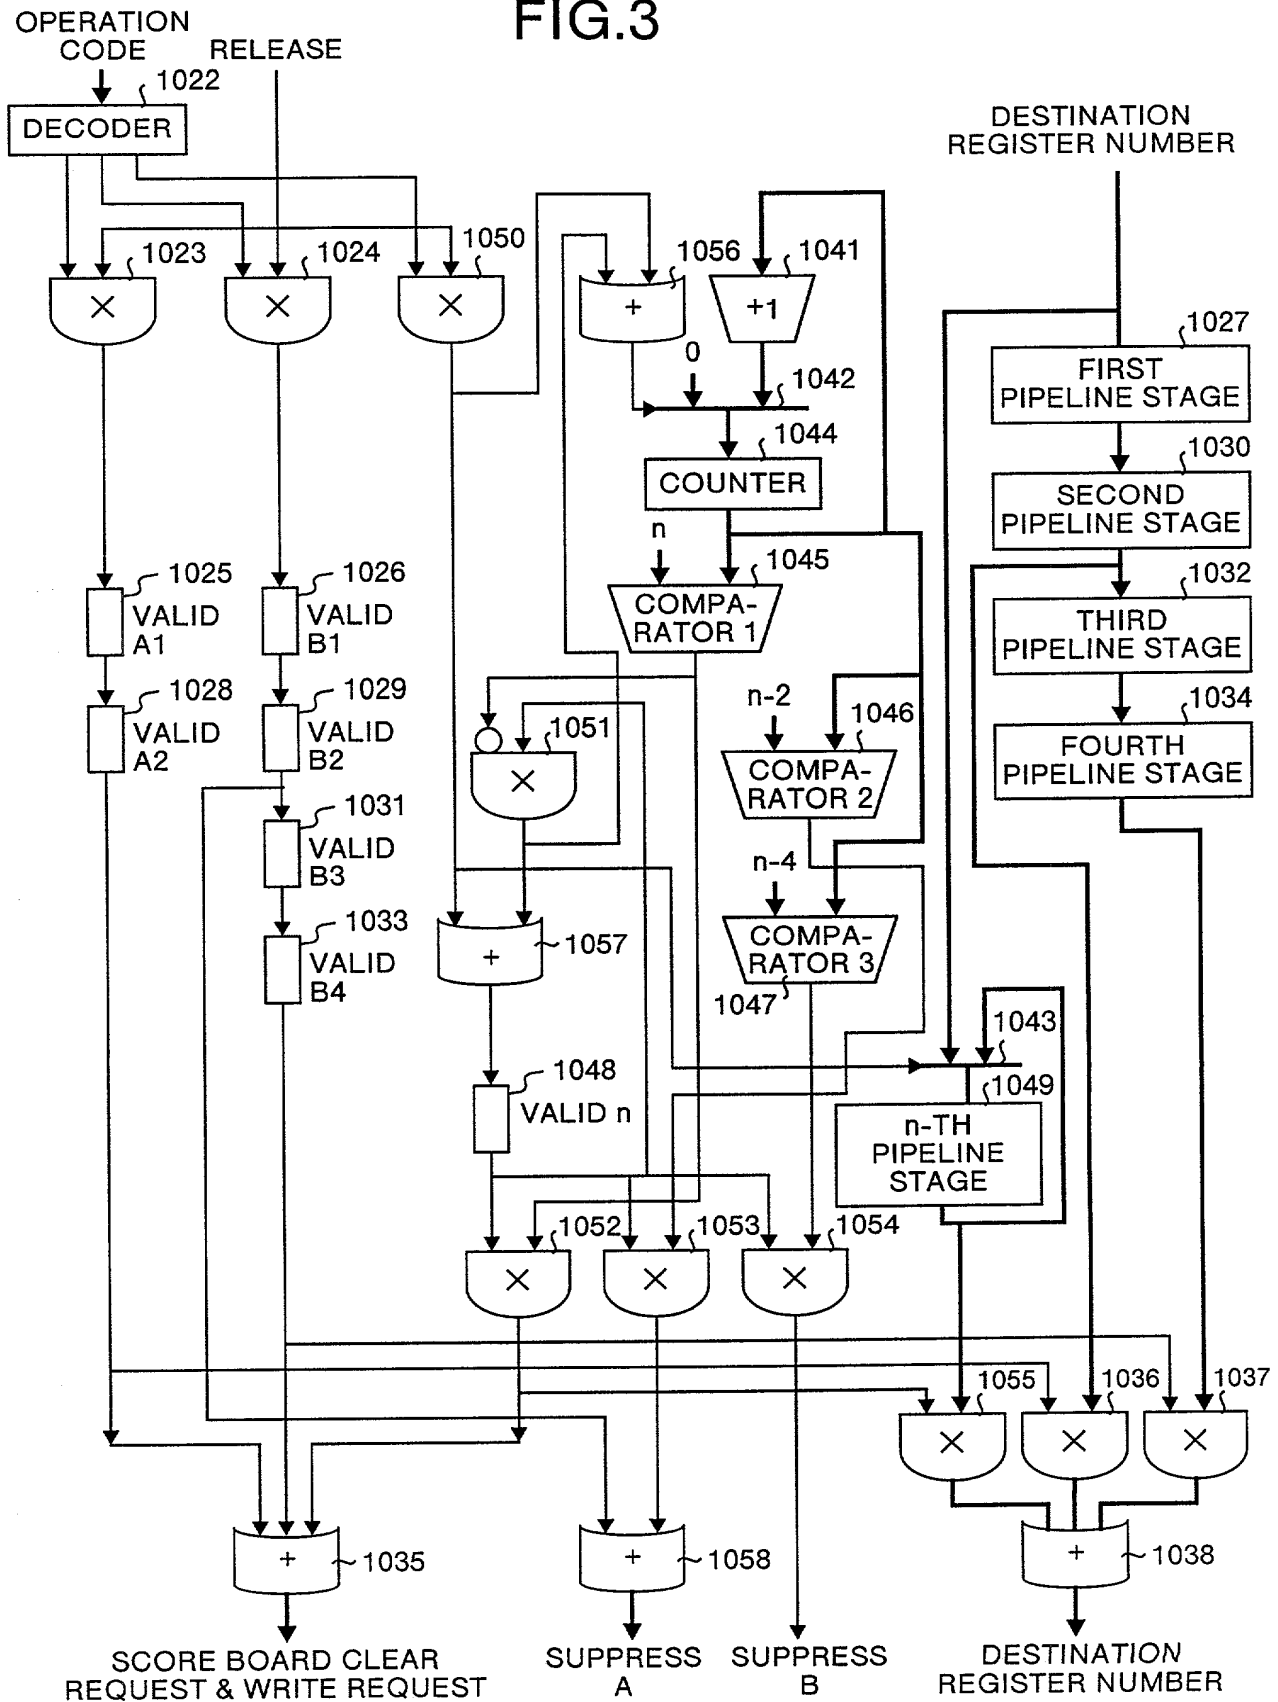 FIG.3
OPERATION
CODE
RELEASE
1022
DECODER
DESTINATION
REGISTER NUMBER
1023
1024
1050
1056
1041
×
×
×
+
+1
0
1042
1027
FIRST
PIPELINE STAGE
1044
COUNTER
1030
SECOND
PIPELINE STAGE
n
1045
COMPA-
RATOR 1
1025
VALID
A1
1026
VALID
B1
1032
THIRD
PIPELINE STAGE
1028
VALID
A2
1029
VALID
B2
n-2
1046
COMPA-
RATOR 2
1034
FOURTH
PIPELINE STAGE
1051
×
1031
VALID
B3
n-4
COMPA-
RATOR 3
1047
1033
VALID
B4
1057
+
1043
1048
VALID n
1049
n-TH
PIPELINE
STAGE
1052
1053
1054
×
×
×
1055
1036
1037
×
×
×
+
1035
+
1058
+
1038
SCORE BOARD CLEAR
REQUEST & WRITE REQUEST
SUPPRESS
A
SUPPRESS
B
DESTINATION
REGISTER NUMBER